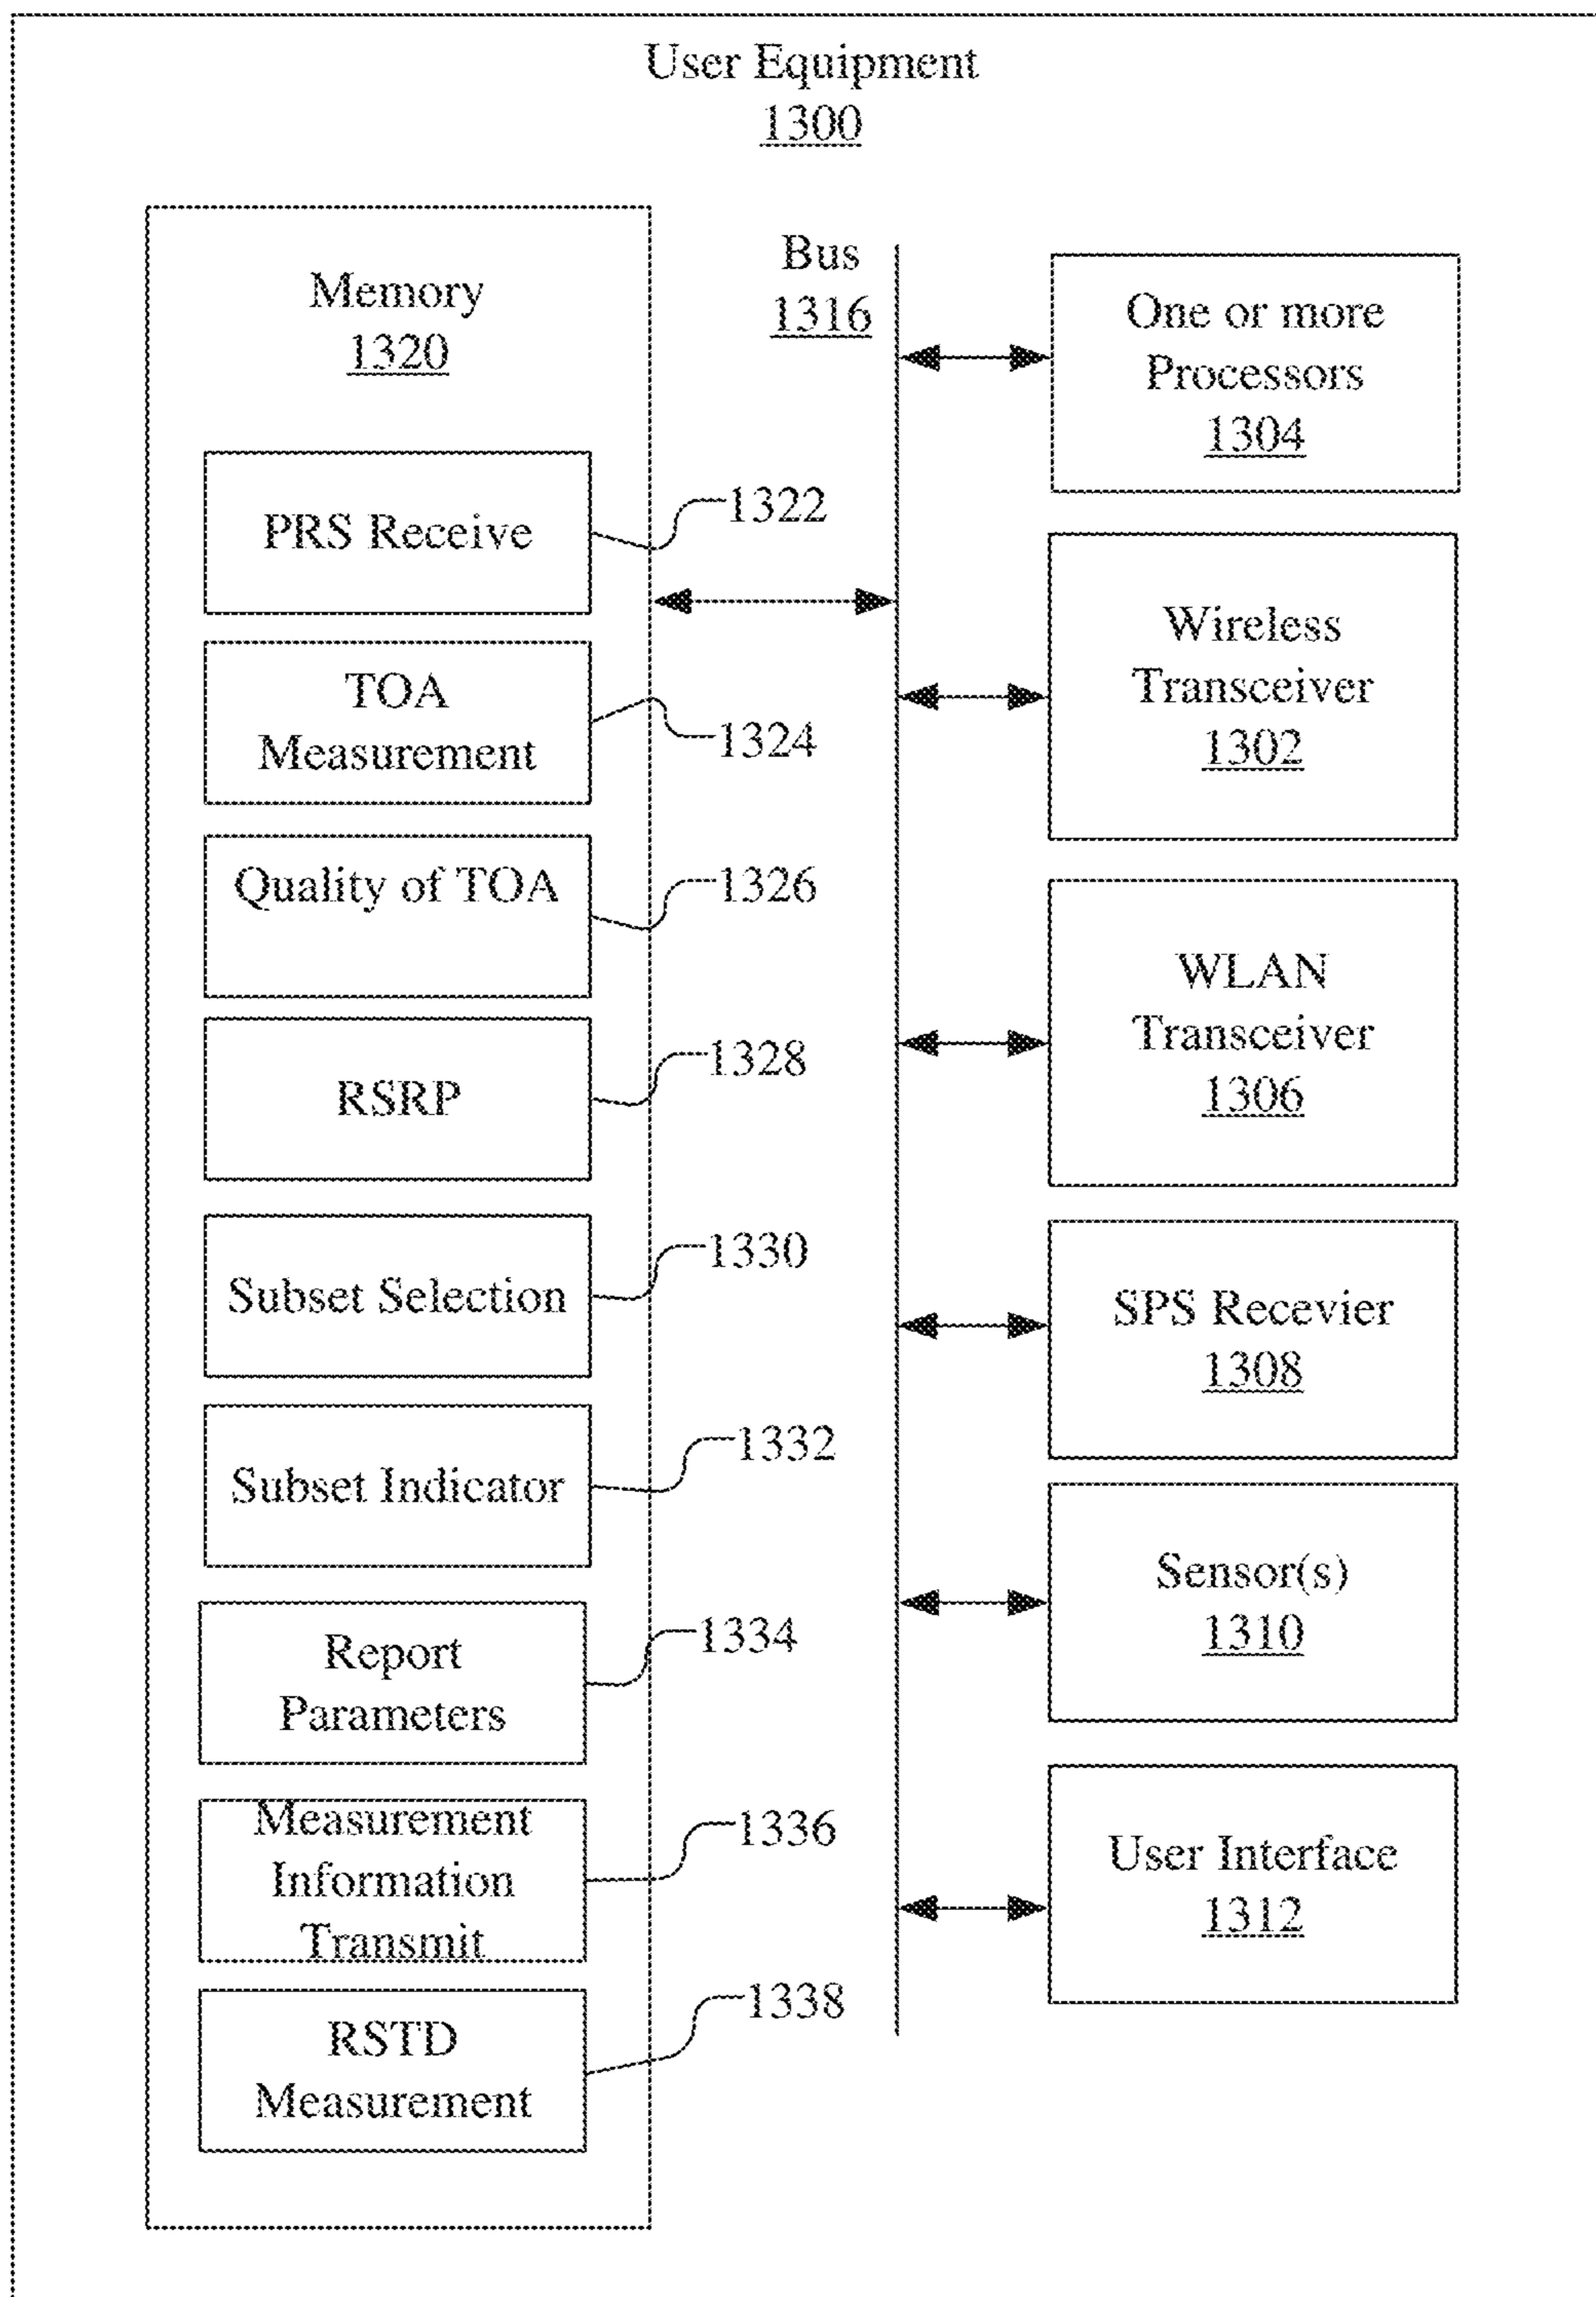 User Equipment
1300
Memory
1320
PRS Receive
1322
TOA
Measurement
1324
Quality of TOA
1326
RSRP
1328
Subset Selection
1330
Subset Indicator
1332
Report
Parameters
1334
Measurement
Information
Transmit
1336
RSTD
Measurement
1338
Bus
1316
One or more
Processors
1304
Wireless
Transceiver
1302
WLAN
Transceiver
1306
SPS Recevier
1308
Sensor(s)
1310
User Interface
1312